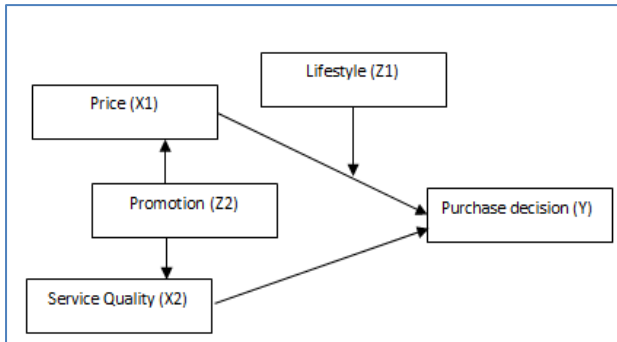 Lifestyle (Z1)
Price (X1)
Promotion (Z2)
Purchase decision (Y)
Service Quality (X2)